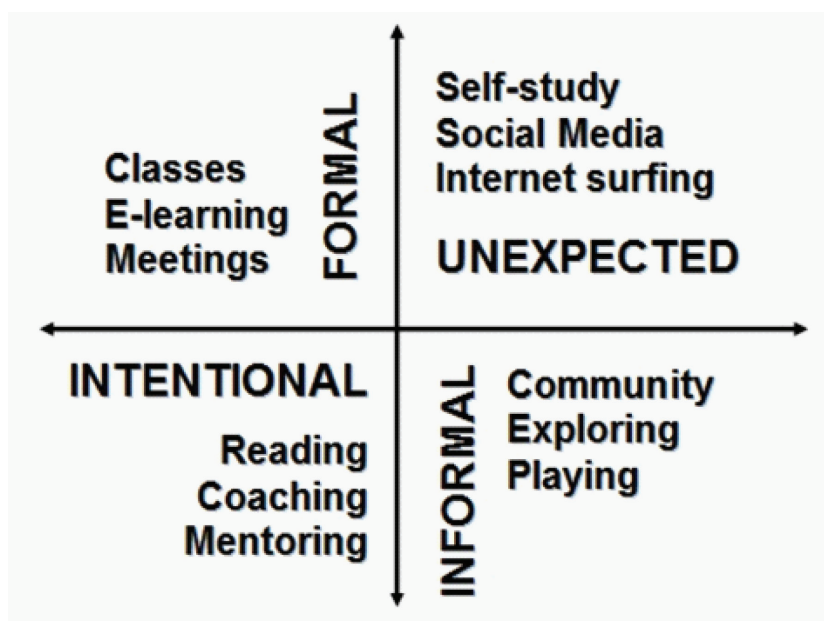 Classes
E-learning
Meetings
FORMAL
Self-study
Social Media
Internet surfing
UNEXPECTED
INTENTIONAL
Reading
Coaching
Mentoring
INFORMAL
Community
Exploring
Playing